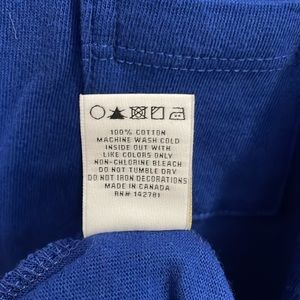 100% COTTON
MACHINE WASH COLD
INSIDE OUT WITH
LIKE COLORS ONLY
NON-CHLORINE BLEACH
DO NOT TUMBLE DRY
DO NOT IRON DECORATIONS
MADE IN CANADA
RN# 142781